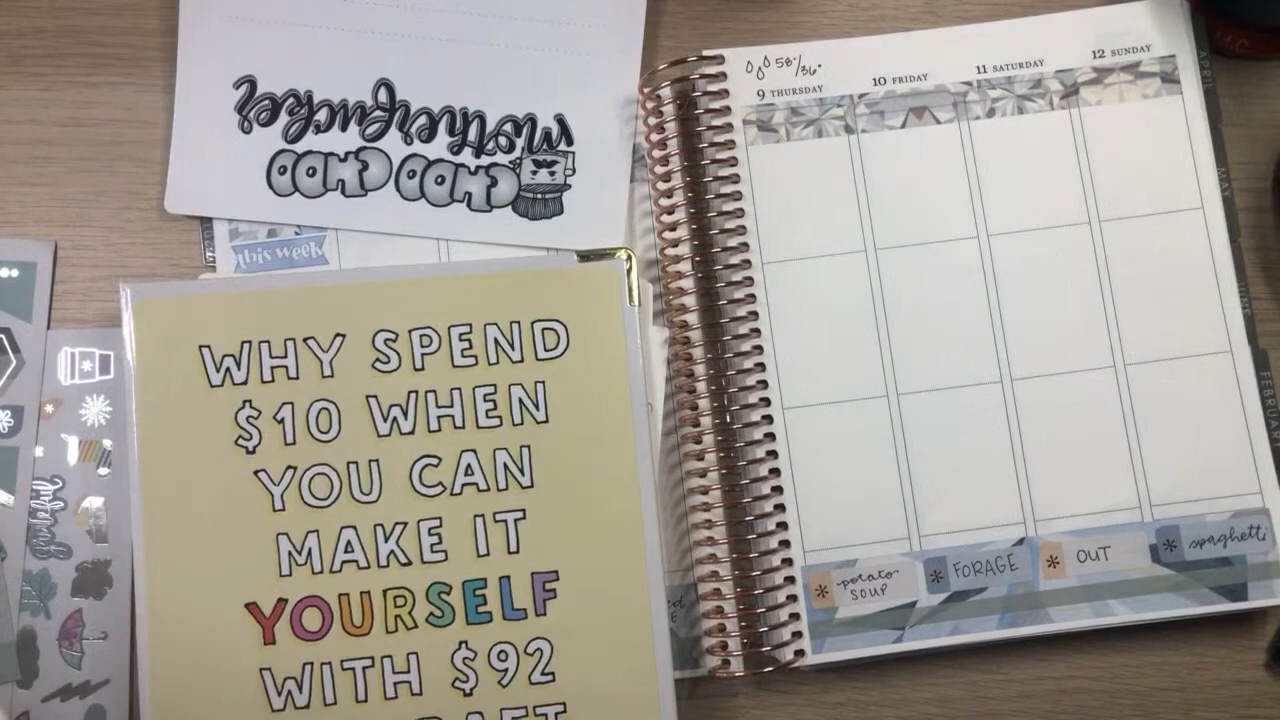 CHOO CHOO
motherfucker
this week
WHY SPEND
$10 WHEN
YOU CAN
MAKE IT
YOURSELF
WITH $92
grateful
58°/36°
9 THURSDAY
10 FRIDAY
11 SATURDAY
12 SUNDAY
* potato
SOUP
* FORAGE
* OUT
* spaghetti
APRIL
MAY
JUNE
FEBRUARY